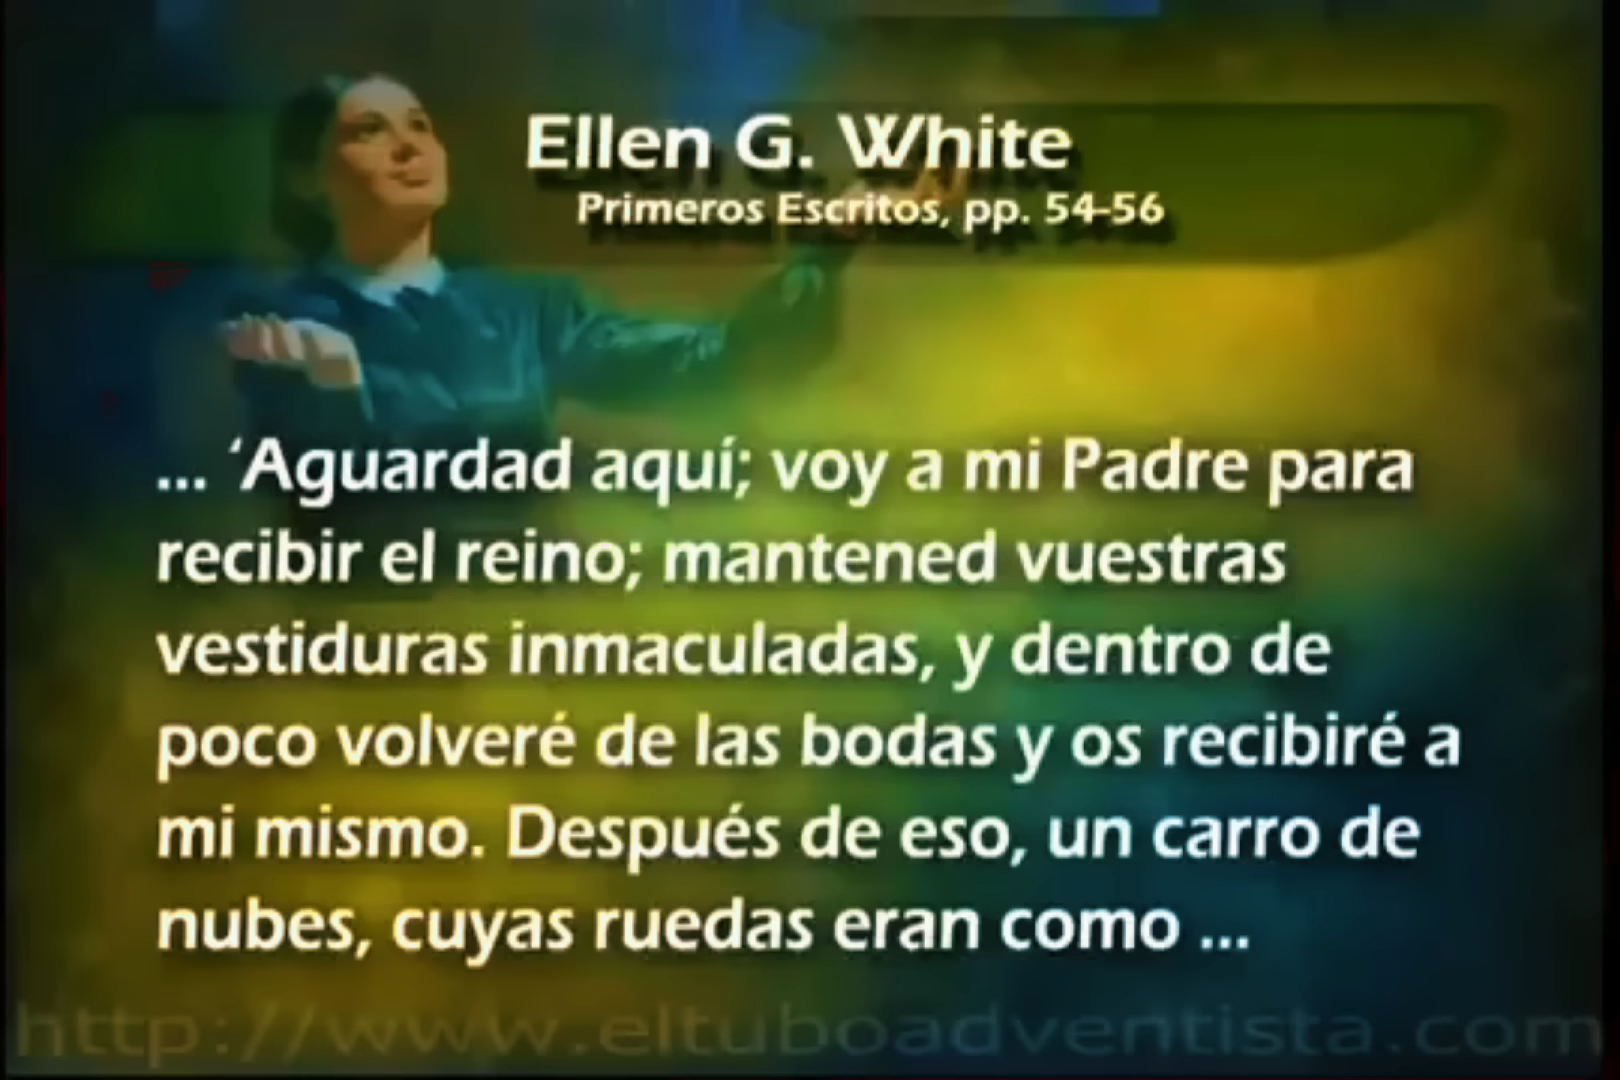 Ellen G. White
Primeros Escritos, pp. 54-56
... ‘Aguardad aquí; voy a mi Padre para
recibir el reino; mantened vuestras
vestiduras inmaculadas, y dentro de
poco volveré de las bodas y os recibiré a
mi mismo. Después de eso, un carro de
nubes, cuyas ruedas eran como ...
http://www.eltuboadventista.com